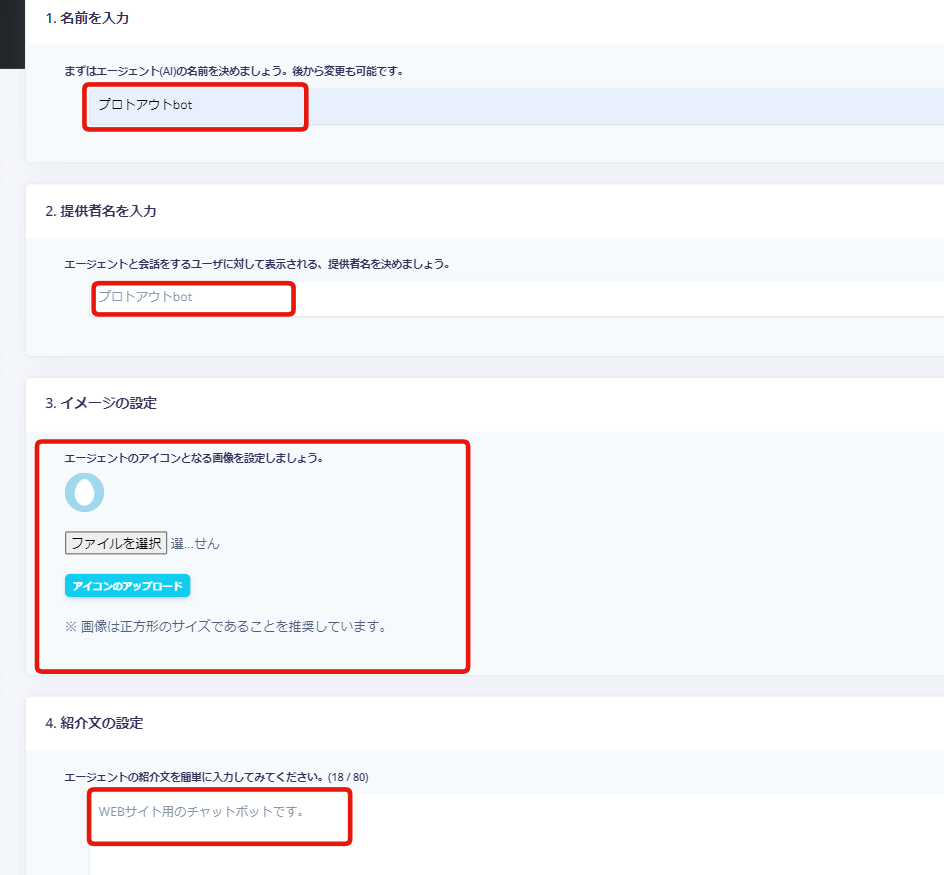 1. 名前を入力
まずはエージェント(AI)の名前を決めましょう。後から変更も可能です。
プロトアウトbot
2. 提供者名を入力
エージェントと会話をするユーザに対して表示される、提供者名を決めましょう。
プロトアウトbot
3. イメージの設定
エージェントのアイコンとなる画像を設定しましょう。
ファイルを選択 選...せん
アイコンのアップロード
※ 画像は正方形のサイズであることを推奨しています。
4. 紹介文の設定
エージェントの紹介文を簡単に入力してみてください。(18 / 80)
WEBサイト用のチャットボットです。